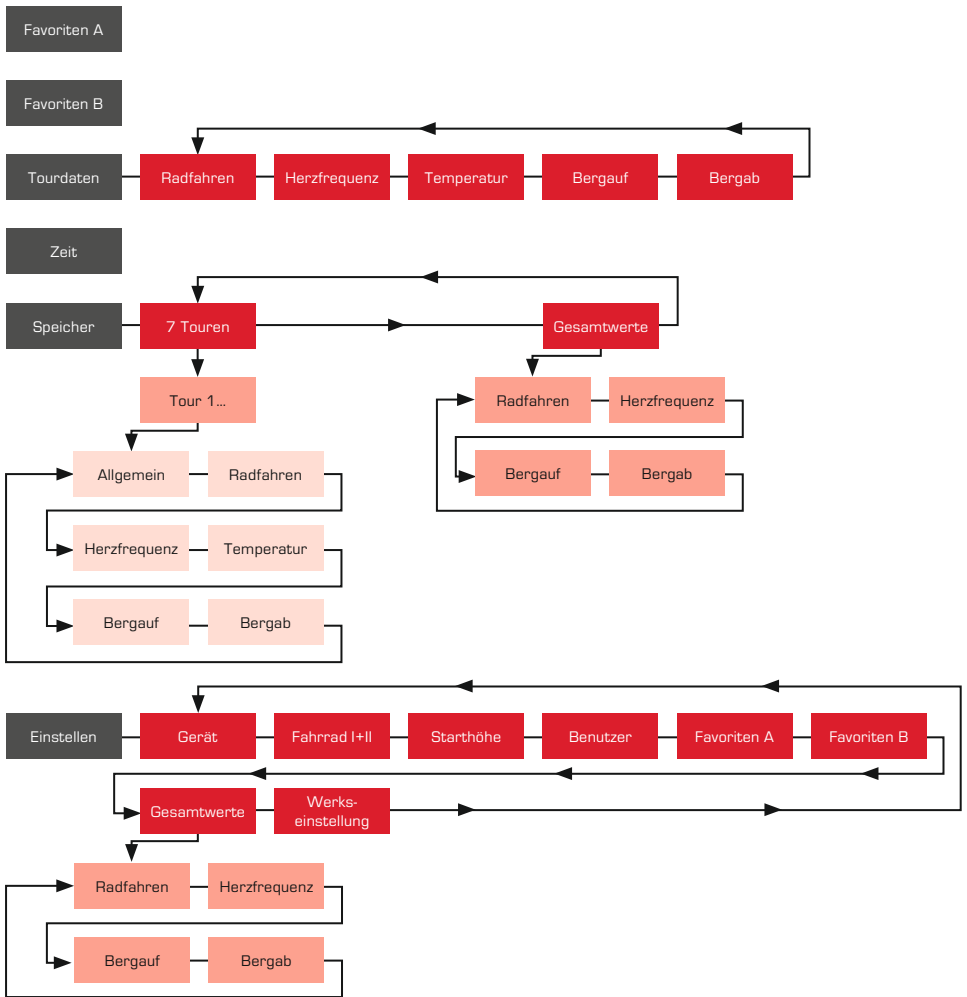 Favoriten A
Favoriten B
Tourdaten
Radfahren
Herzfrequenz
Temperatur
Bergauf
Bergab
Zeit
Speicher
7 Touren
Gesamtwerte
Tour 1...
Radfahren
Herzfrequenz
Allgemein
Radfahren
Bergauf
Bergab
Herzfrequenz
Temperatur
Bergauf
Bergab
Einstellen
Gerät
Fahrrad I+II
Starthöhe
Benutzer
Favoriten A
Favoriten B
Gesamtwerte
Werks-
einstellung
Radfahren
Herzfrequenz
Bergauf
Bergab